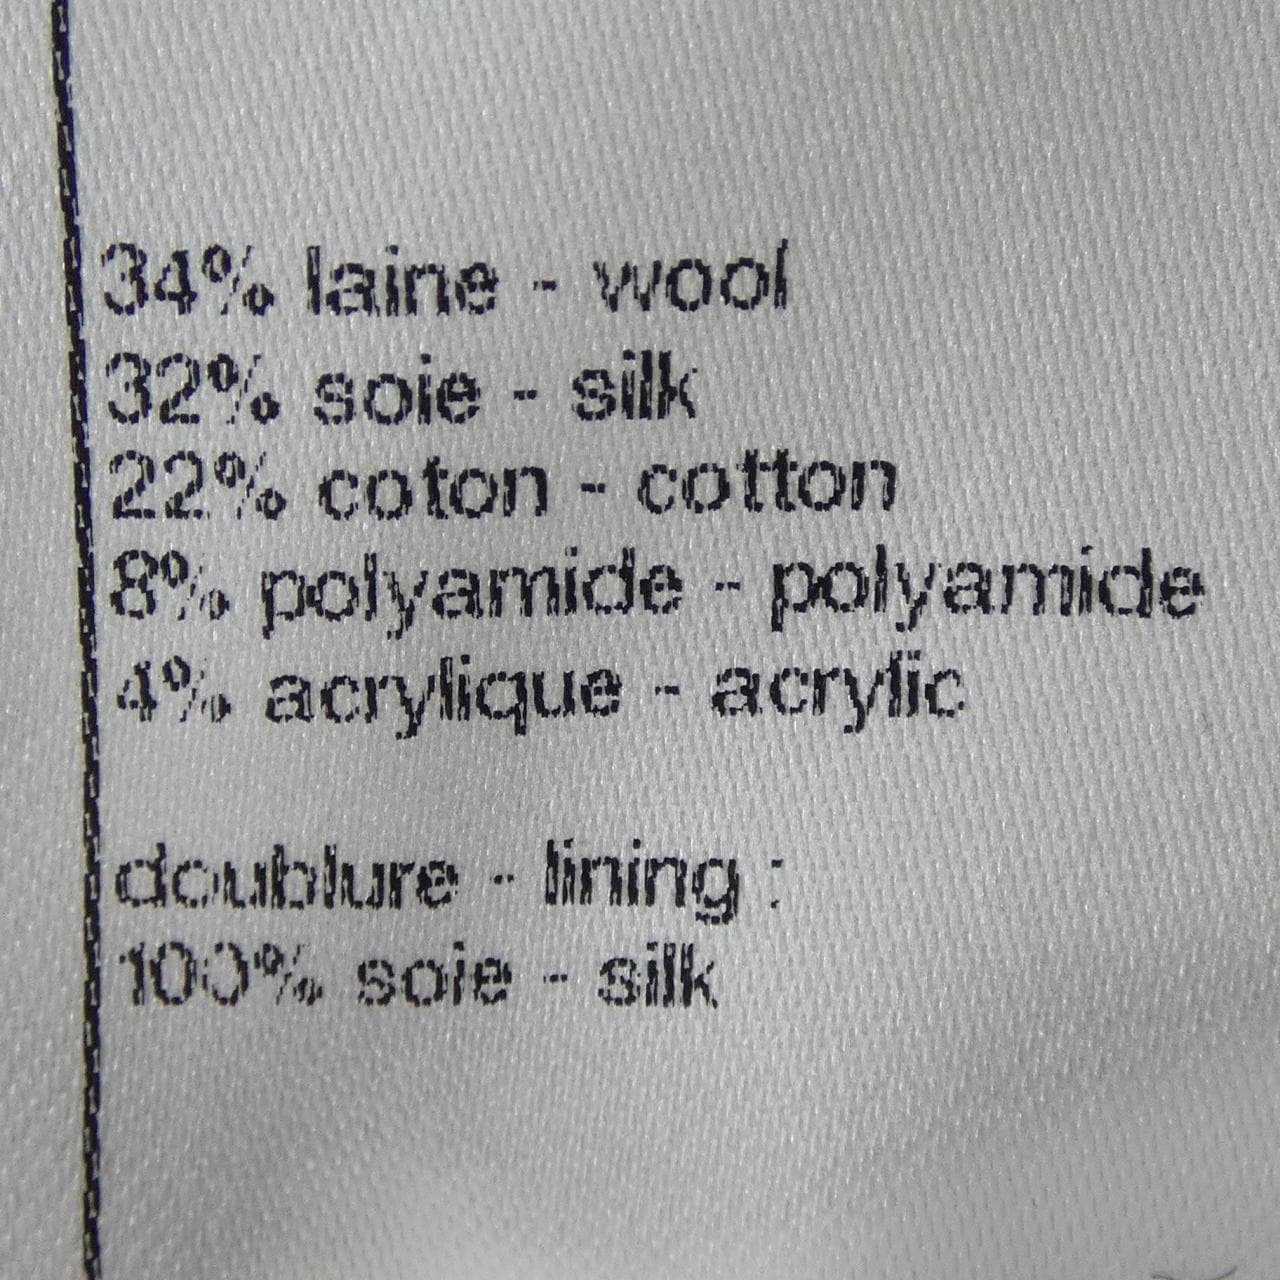 34% laine - wool
32% soie - silk
22% coton - cotton
8% polyamide - polyamide
4% acrylique - acrylic
doublure - lining :
100% soie - silk